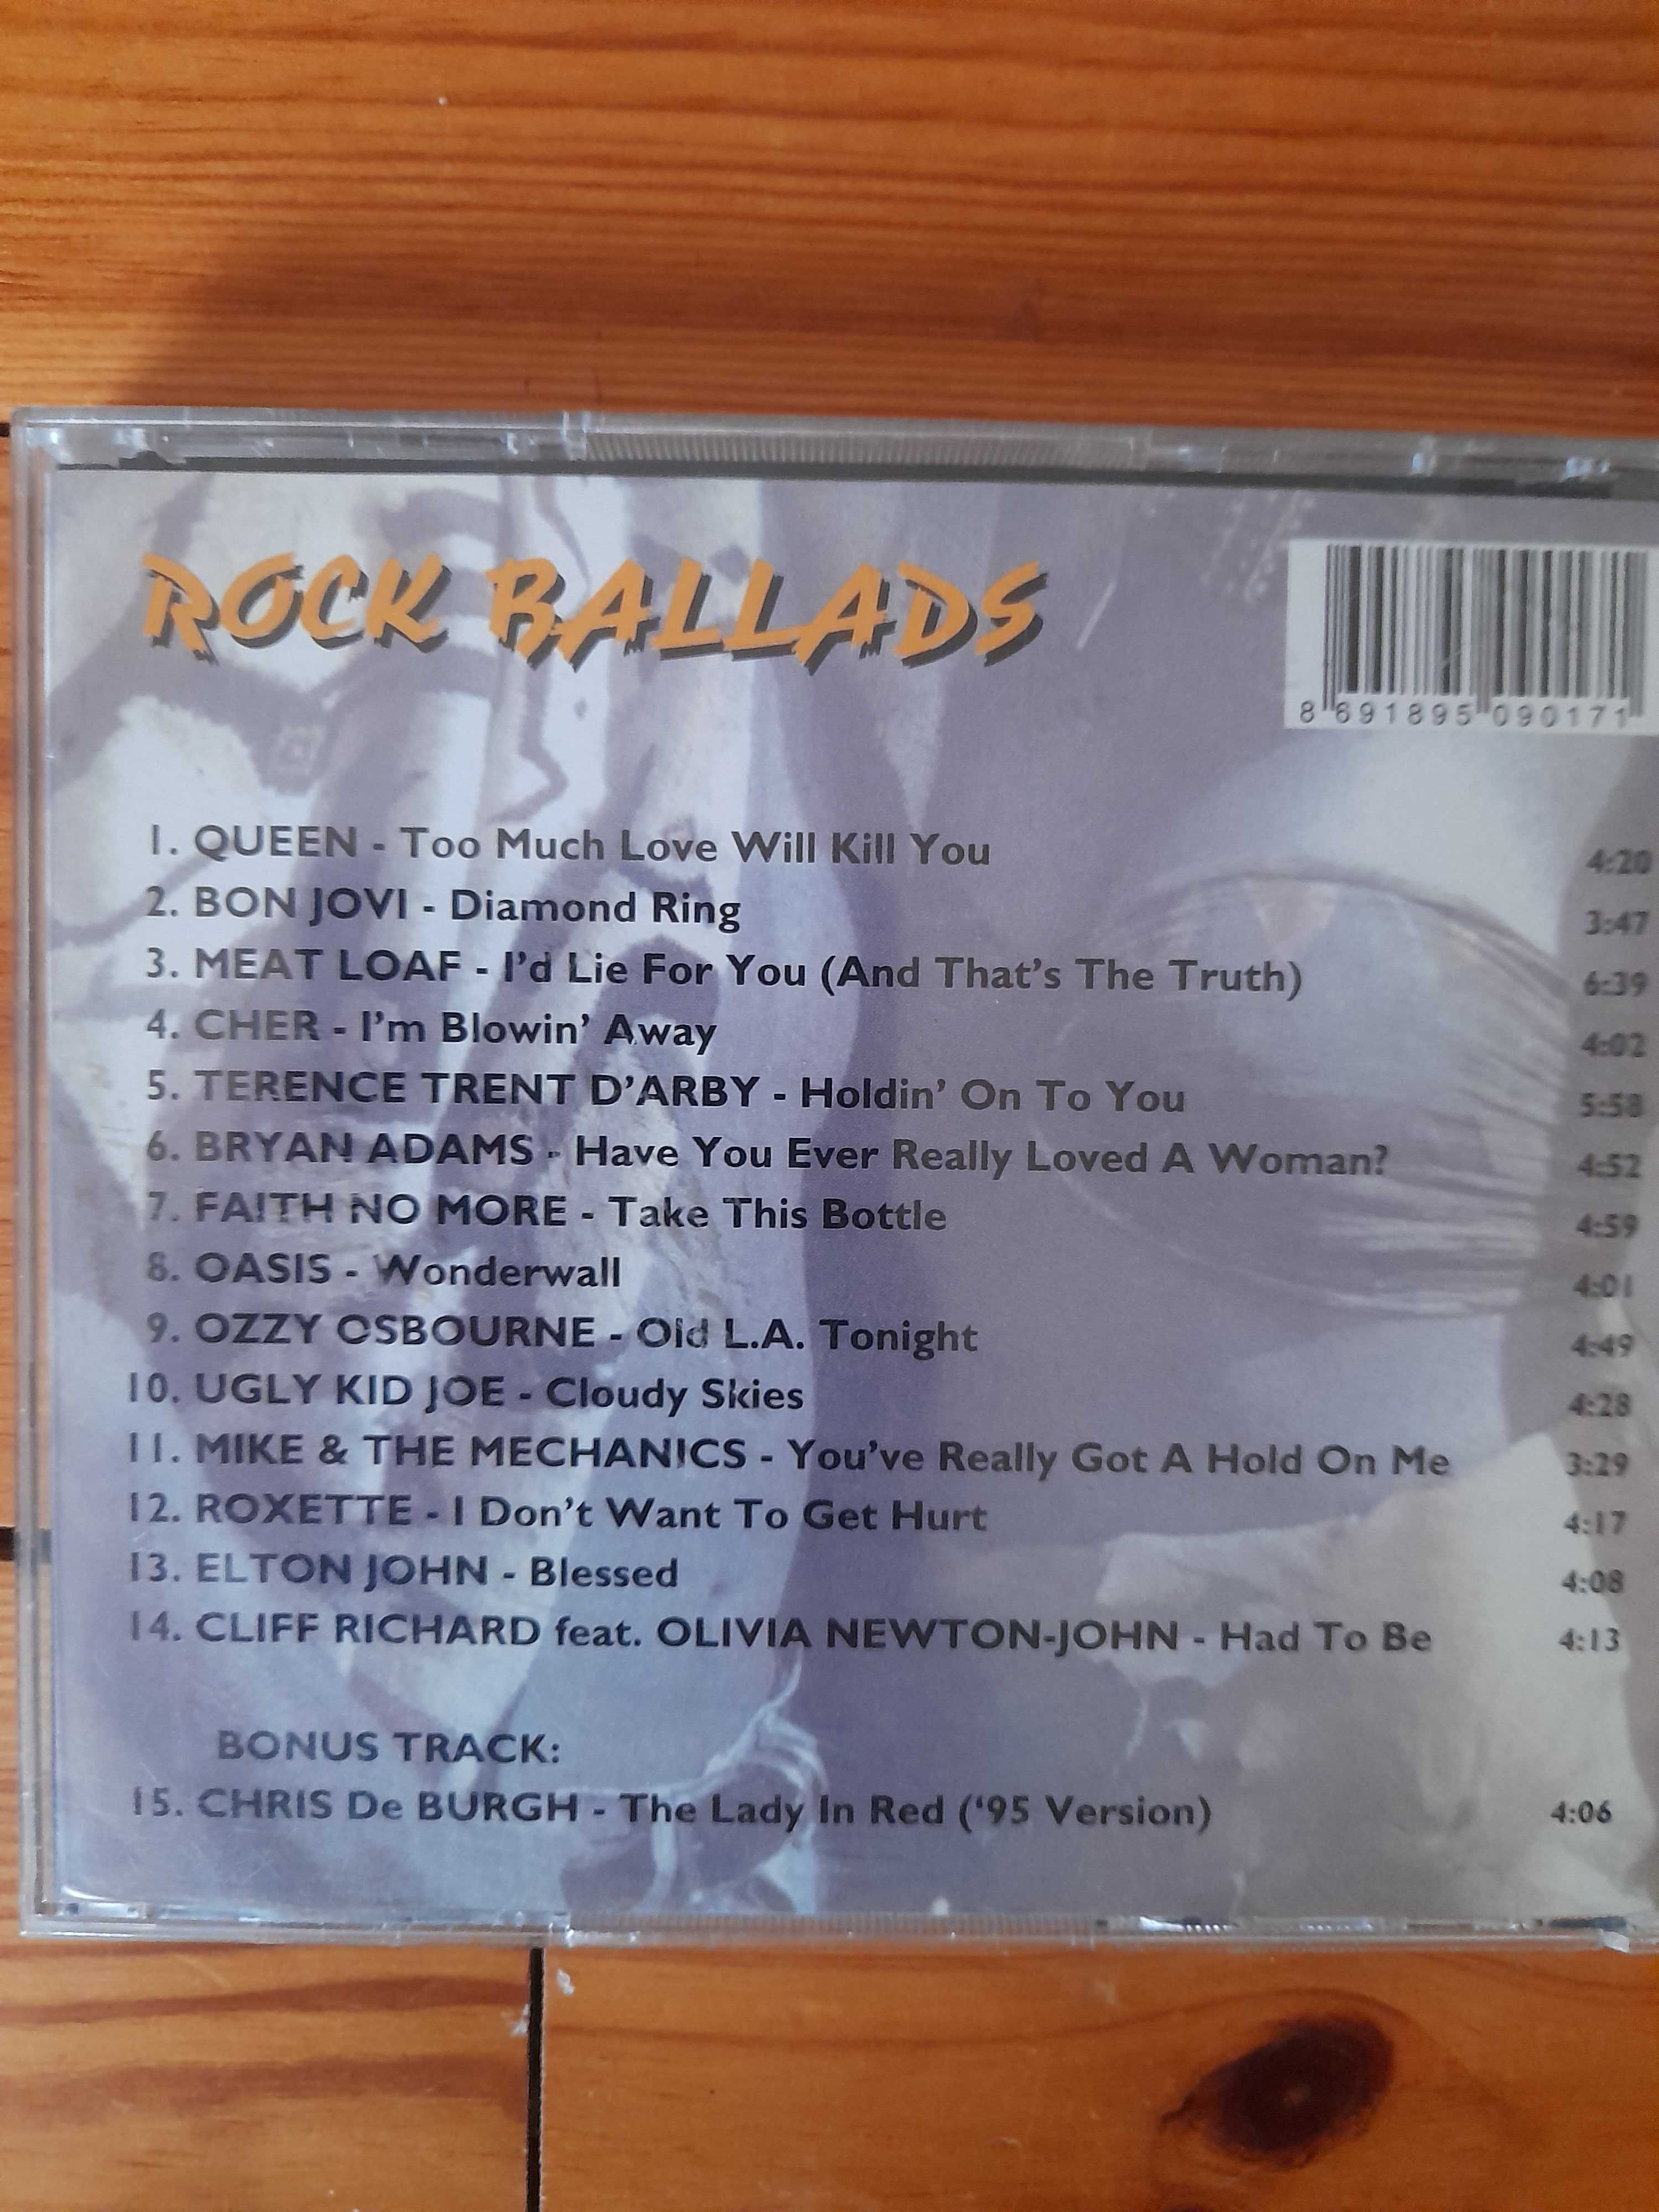 ROCK BALLADS
8 691895 090171
1. QUEEN - Too Much Love Will Kill You 4:20
2. BON JOVI - Diamond Ring 3:47
3. MEAT LOAF - I'd Lie For You (And That's The Truth) 6:39
4. CHER - I'm Blowin' Away 4:02
5. TERENCE TRENT D'ARBY - Holdin' On To You 5:58
6. BRYAN ADAMS - Have You Ever Really Loved A Woman? 4:52
7. FAITH NO MORE - Take This Bottle 4:59
8. OASIS - Wonderwall 4:01
9. OZZY OSBOURNE - Old L.A. Tonight 4:49
10. UGLY KID JOE - Cloudy Skies 4:28
11. MIKE & THE MECHANICS - You've Really Got A Hold On Me 3:29
12. ROXETTE - I Don't Want To Get Hurt 4:17
13. ELTON JOHN - Blessed 4:08
14. CLIFF RICHARD feat. OLIVIA NEWTON-JOHN - Had To Be 4:13
BONUS TRACK:
15. CHRIS De BURGH - The Lady In Red ('95 Version) 4:06